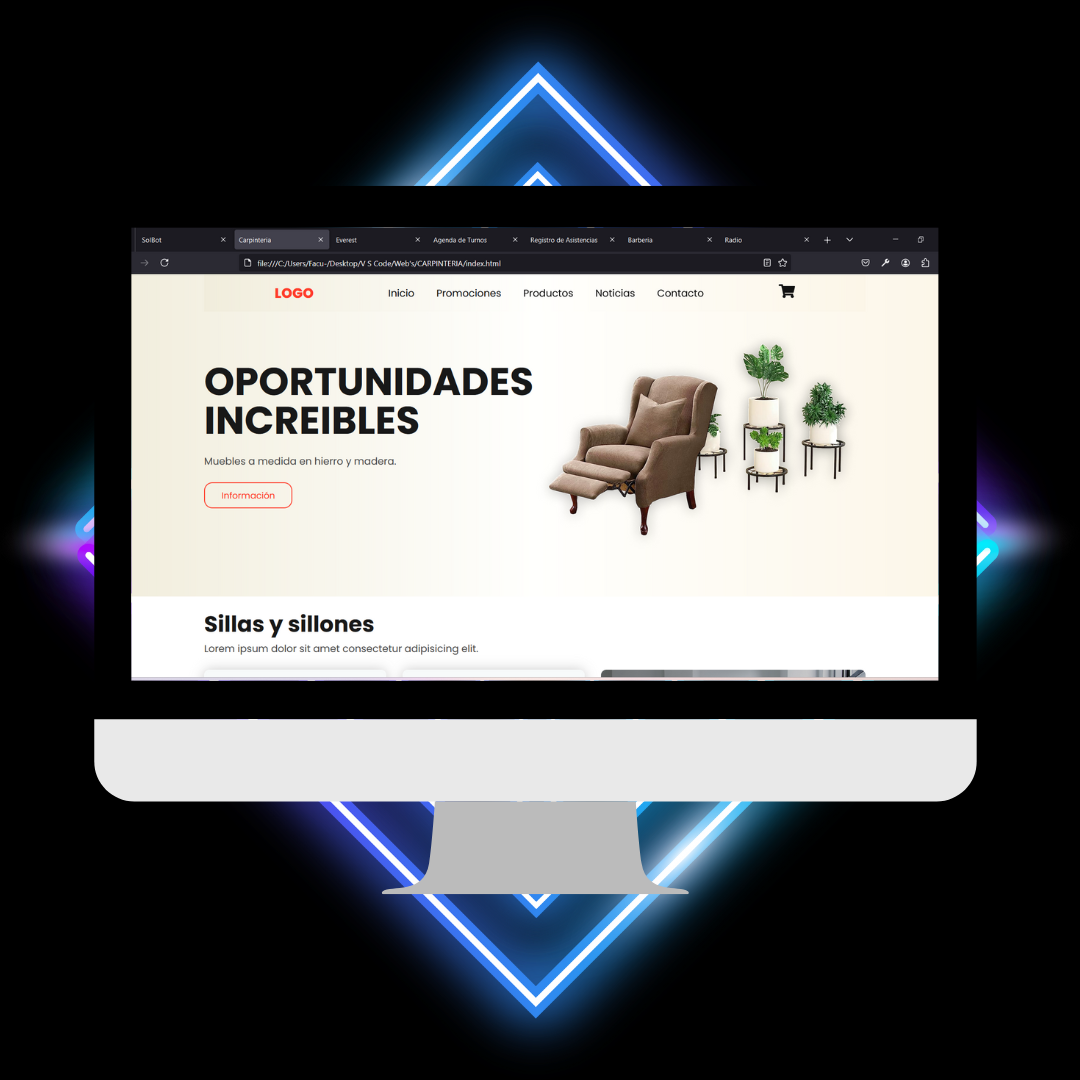 SolBot Carpinteria Everest Agenda de Turnos Registro de Asistencias Barberia Radio
file:///C:/Users/Facu-/Desktop/V S Code/Web's/CARPINTERIA/index.html
LOGO Inicio Promociones Productos Noticias Contacto
OPORTUNIDADES
INCREIBLES
Muebles a medida en hierro y madera.
Información
Sillas y sillones
Lorem ipsum dolor sit amet consectetur adipisicing elit.